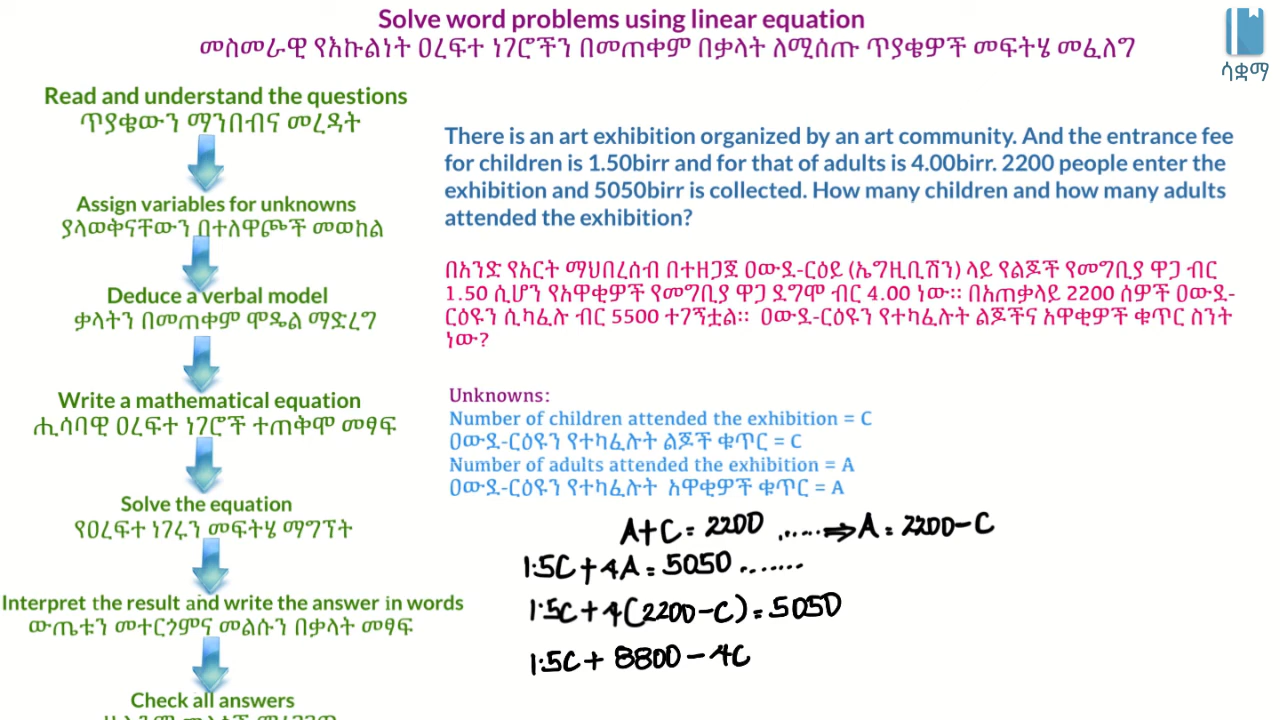 Solve word problems using linear equation
መስመራዊ የእኩልነት ዐረፍተ ነገሮችን በመጠቀም በቃላት ለሚሰጡ ጥያቄዎች መፍትሄ መፈለግ
ሳቋማ
Read and understand the questions
ጥያቄውን ማንበብና መረዳት
Assign variables for unknowns
ያላወቅናቸውን በተለዋጮች መወከል
Deduce a verbal model
ቃላትን በመጠቀም ሞዴል ማድረግ
Write a mathematical equation
ሒሳባዊ ዐረፍተ ነገሮች ተጠቅሞ መፃፍ
Solve the equation
የዐረፍተ ነገሩን መፍትሄ ማግኘት
Interpret the result and write the answer in words
ውጤቱን መተርጎምና መልሱን በቃላት መፃፍ
Check all answers
There is an art exhibition organized by an art community. And the entrance fee
for children is 1.50birr and for that of adults is 4.00birr. 2200 people enter the
exhibition and 5050birr is collected. How many children and how many adults
attended the exhibition?
በአንድ የአርት ማህበረሰብ በተዘጋጀ ዐውደ-ርዕይ (ኤግዚቢሽን) ላይ የልጆች የመግቢያ ዋጋ ብር
1.50 ሲሆን የአዋቂዎች የመግቢያ ዋጋ ደግሞ ብር 4.00 ነው፡፡ በአጠቃላይ 2200 ሰዎች ዐውደ-
ርዕዩን ሲካፈሉ ብር 5500 ተገኝቷል፡፡ ዐውደ-ርዕዩን የተካፈሉት ልጆችና አዋቂዎች ቁጥር ስንት
ነው?
Unknowns:
Number of children attended the exhibition = C
ዐውደ-ርዕዩን የተካፈሉት ልጆች ቁጥር = C
Number of adults attended the exhibition = A
ዐውደ-ርዕዩን የተካፈሉት አዋቂዎች ቁጥር = A
A+C = 2200 ......⇒ A = 2200-C
1.5C + 4A = 5050 .......
1.5C + 4(2200-C) = 5050
1.5C + 8800 - 4C